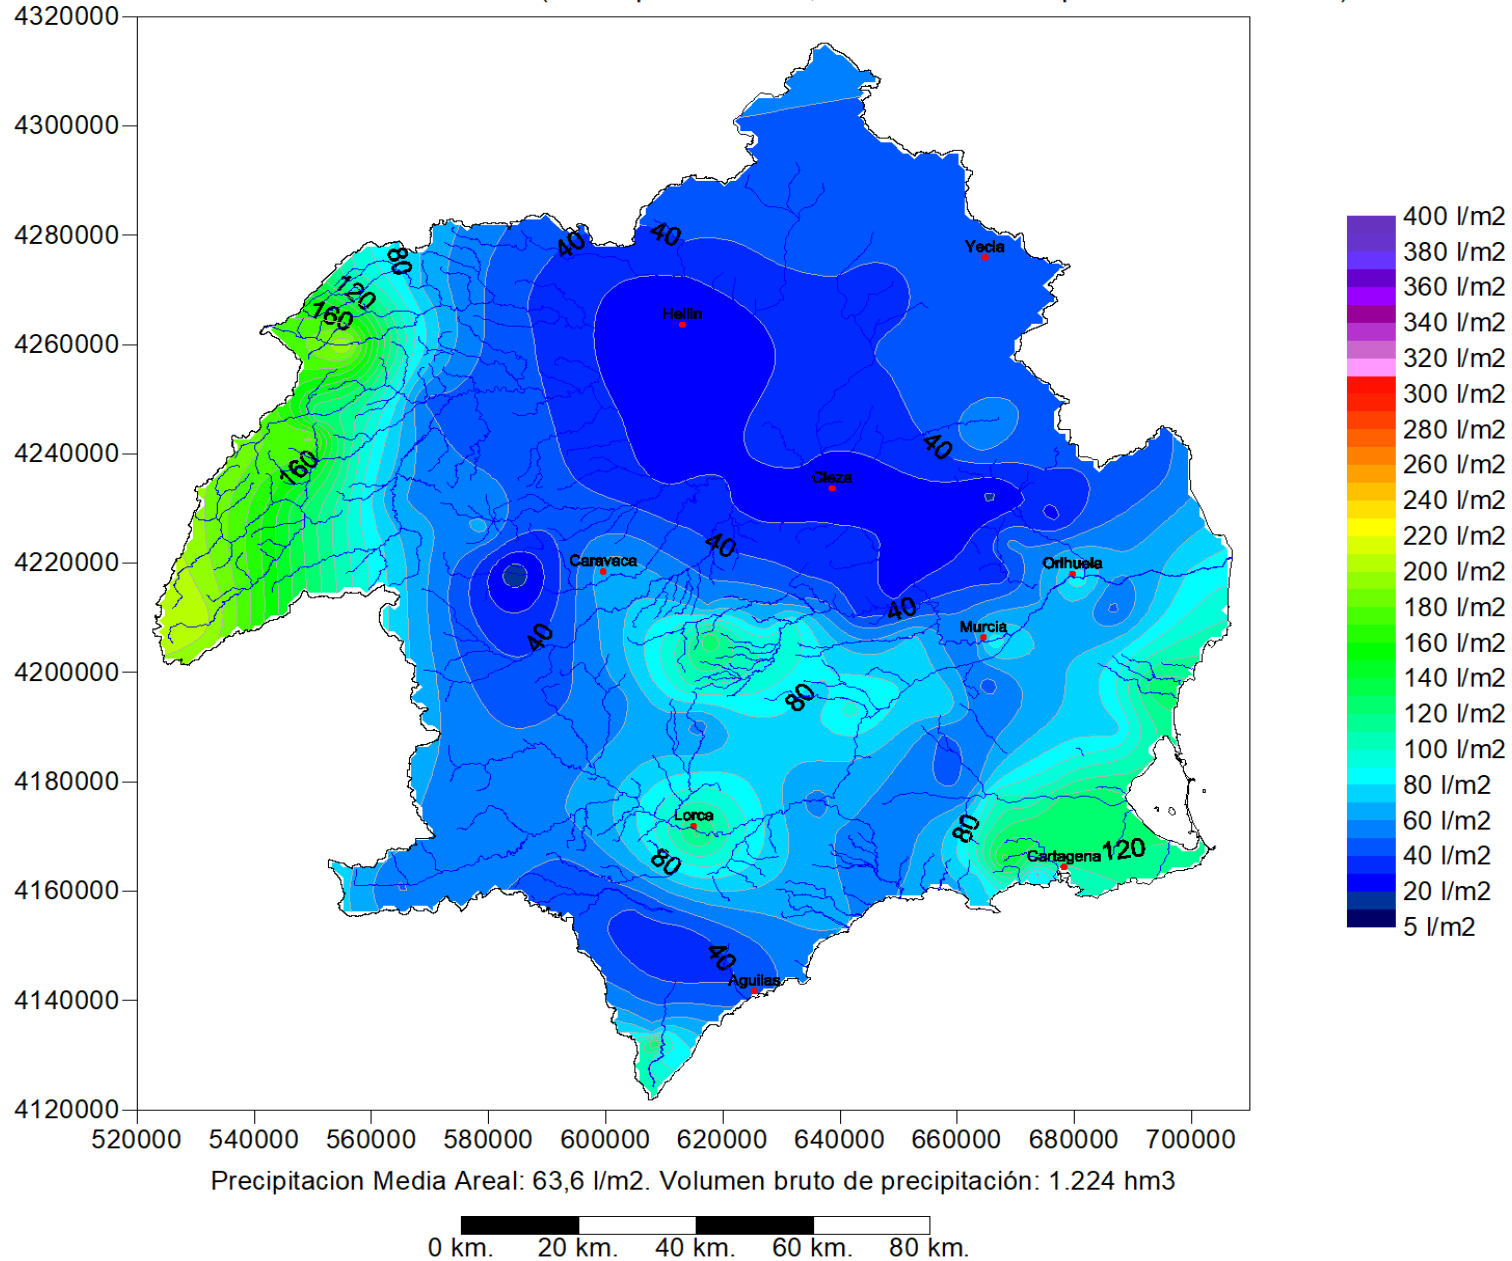 4320000
4300000
4280000
4260000
4240000
4220000
4200000
4180000
4160000
4140000
4120000
520000 540000 560000 580000 600000 620000 640000 660000 680000 700000
40
40
80
Yecla
120
160
Hellín
40
160
Cieza
40
Caravaca
Orihuela
40
40
Murcia
80
Lorca
80
80
Cartagena
120
40
Aguilas
400 l/m2
380 l/m2
360 l/m2
340 l/m2
320 l/m2
300 l/m2
280 l/m2
260 l/m2
240 l/m2
220 l/m2
200 l/m2
180 l/m2
160 l/m2
140 l/m2
120 l/m2
100 l/m2
80 l/m2
60 l/m2
40 l/m2
20 l/m2
5 l/m2
Precipitacion Media Areal: 63,6 l/m2. Volumen bruto de precipitación: 1.224 hm3
0 km. 20 km. 40 km. 60 km. 80 km.